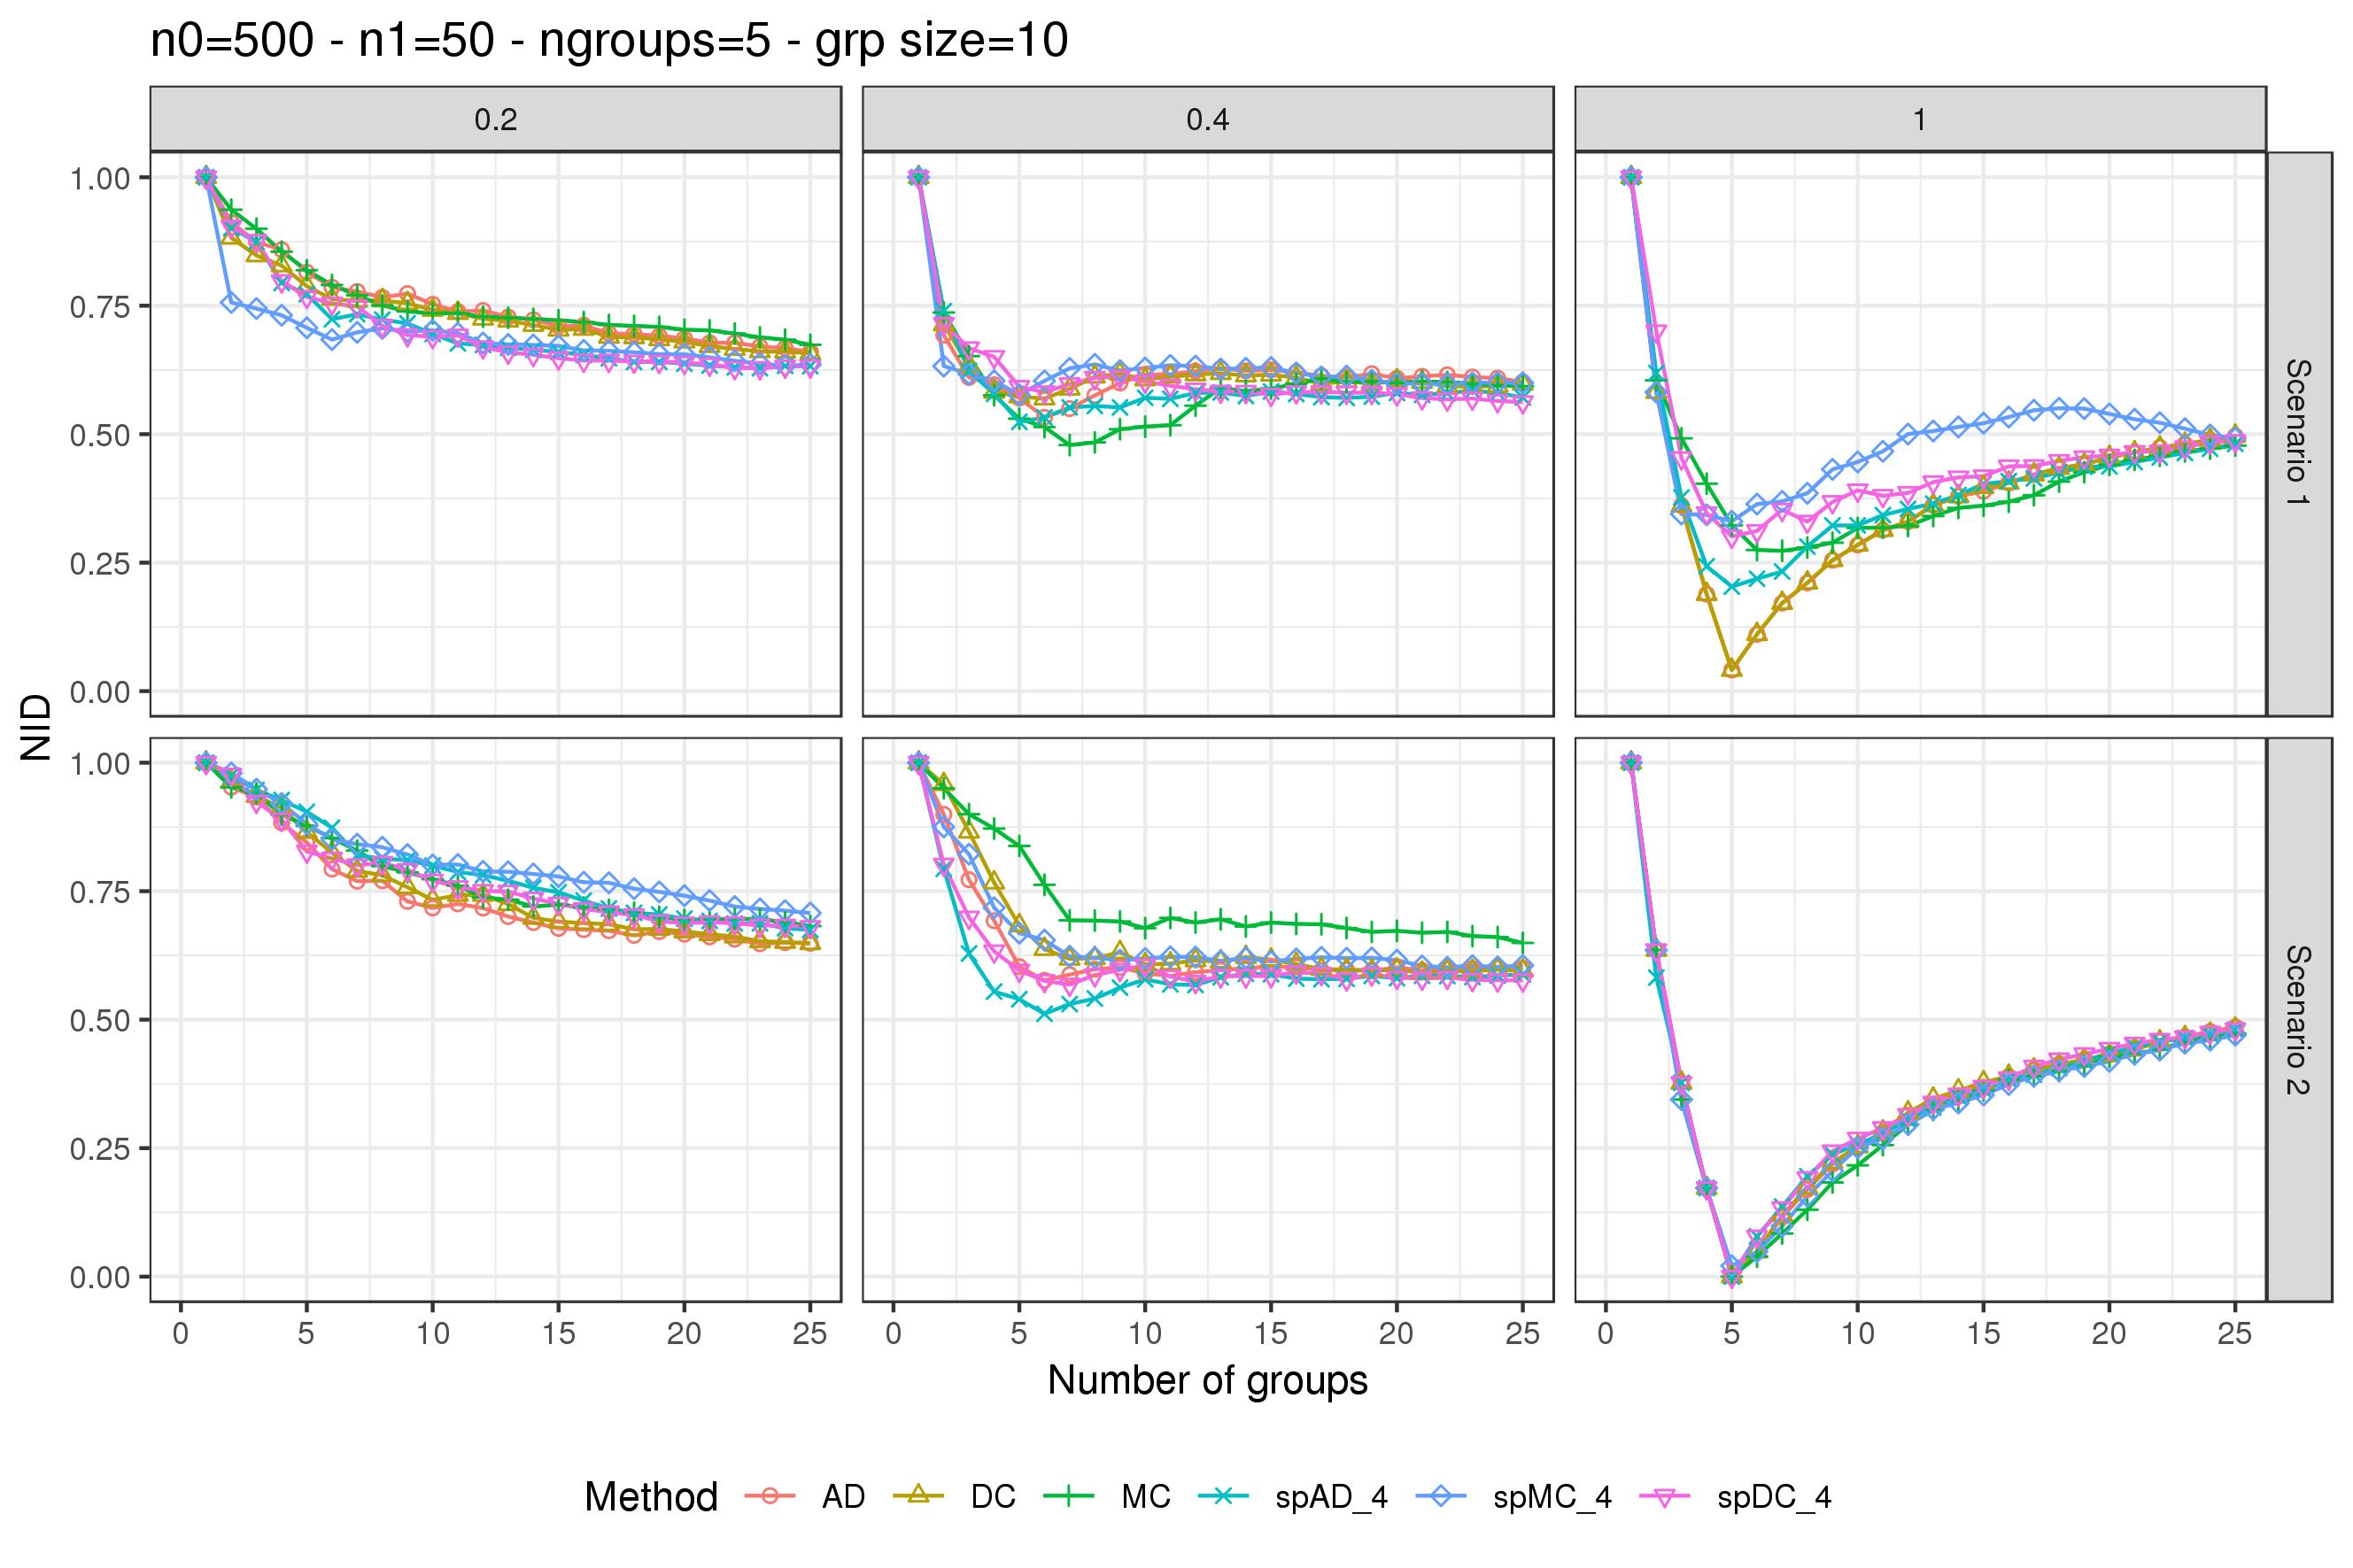 n0=500 - n1=50 - ngroups=5 - grp size=10
0.2 0.4 1
1.00
0.75
0.50
0.25
0.00
Scenario 1
NID
1.00
0.75
0.50
0.25
0.00
Scenario 2
0 5 10 15 20 25 0 5 10 15 20 25 0 5 10 15 20 25
Number of groups
Method AD DC MC spAD_4 spMC_4 spDC_4